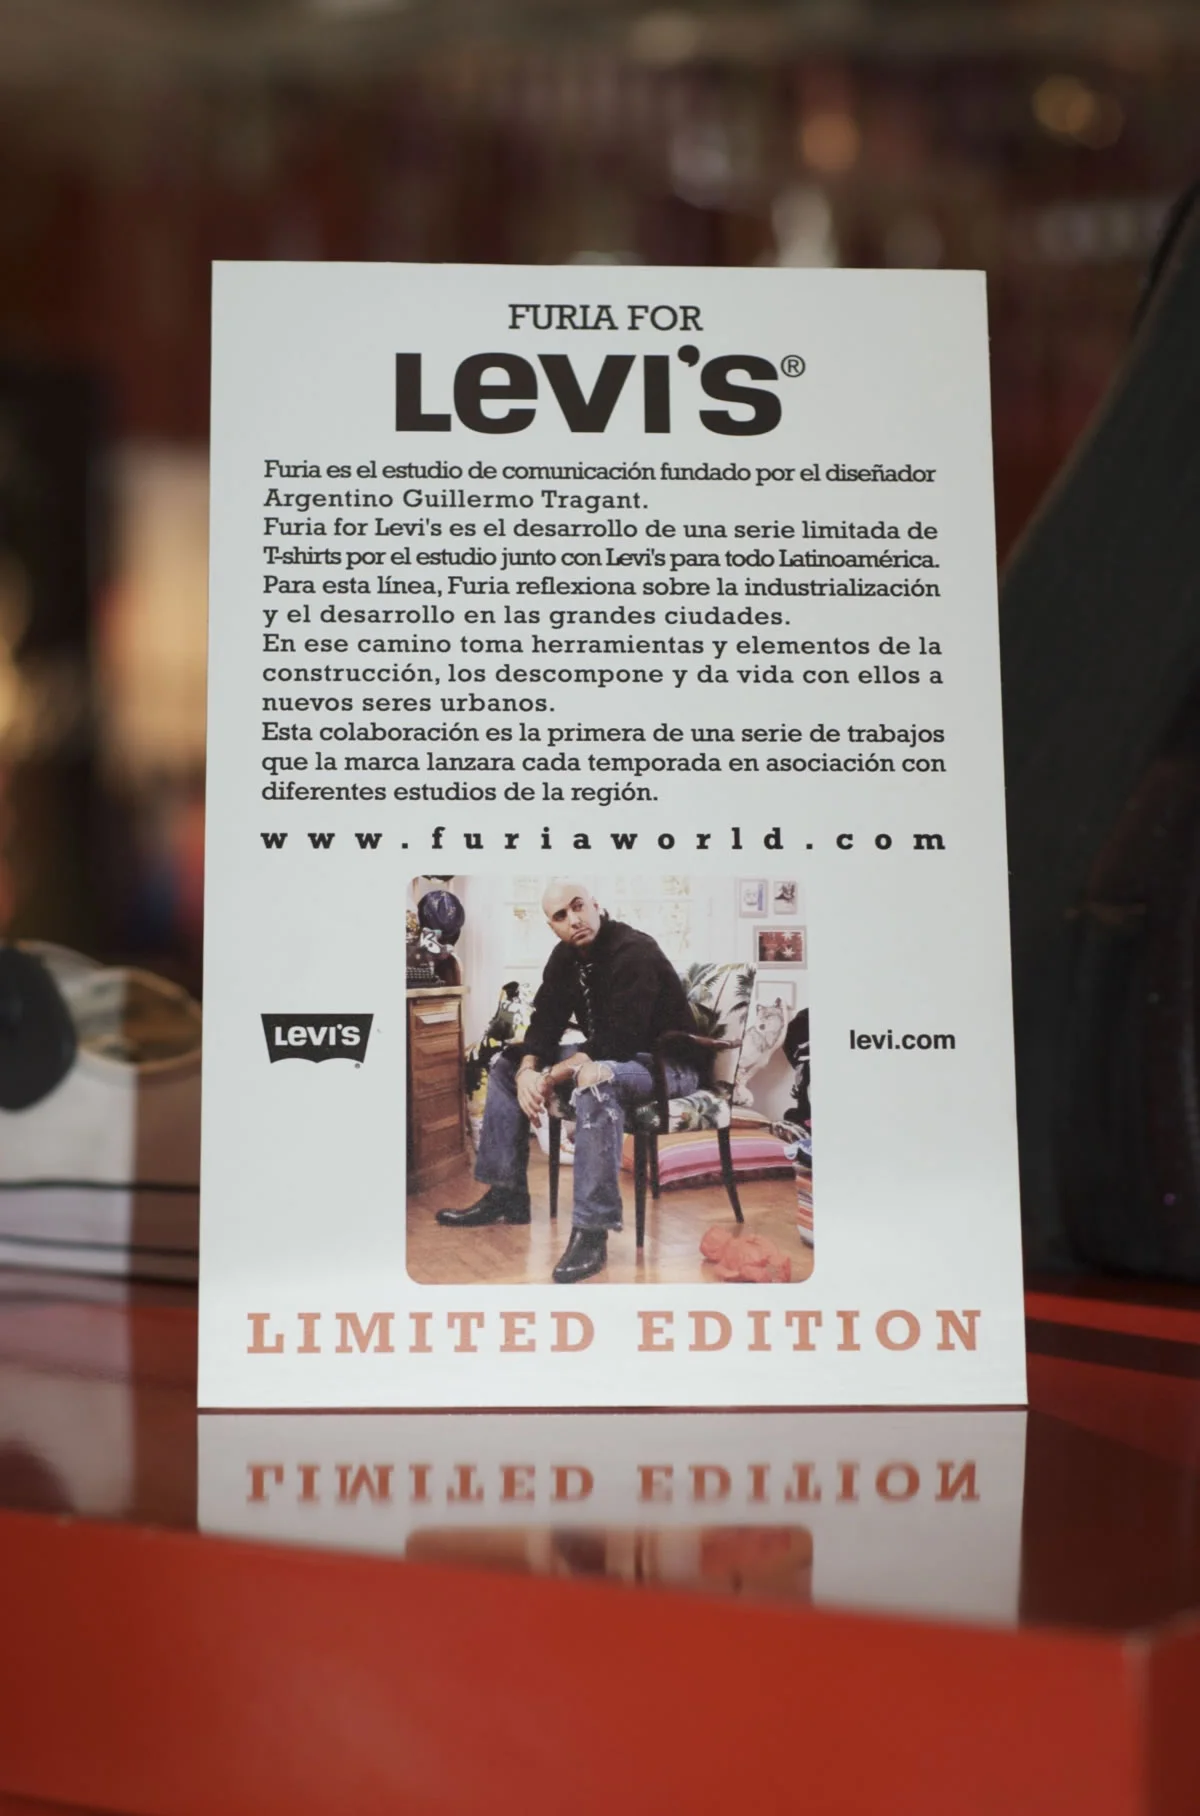 FURIA FOR
LEVI'S®
Furia es el estudio de comunicación fundado por el diseñador
Argentino Guillermo Tragant.
Furia for Levi's es el desarrollo de una serie limitada de
T-shirts por el estudio junto con Levi's para todo Latinoamérica.
Para esta línea, Furia reflexiona sobre la industrialización
y el desarrollo en las grandes ciudades.
En ese camino toma herramientas y elementos de la
construcción, los descompone y da vida con ellos a
nuevos seres urbanos.
Esta colaboración es la primera de una serie de trabajos
que la marca lanzara cada temporada en asociación con
diferentes estudios de la región.
www.furiaworld.com
LEVI'S®
levi.com
LIMITED EDITION